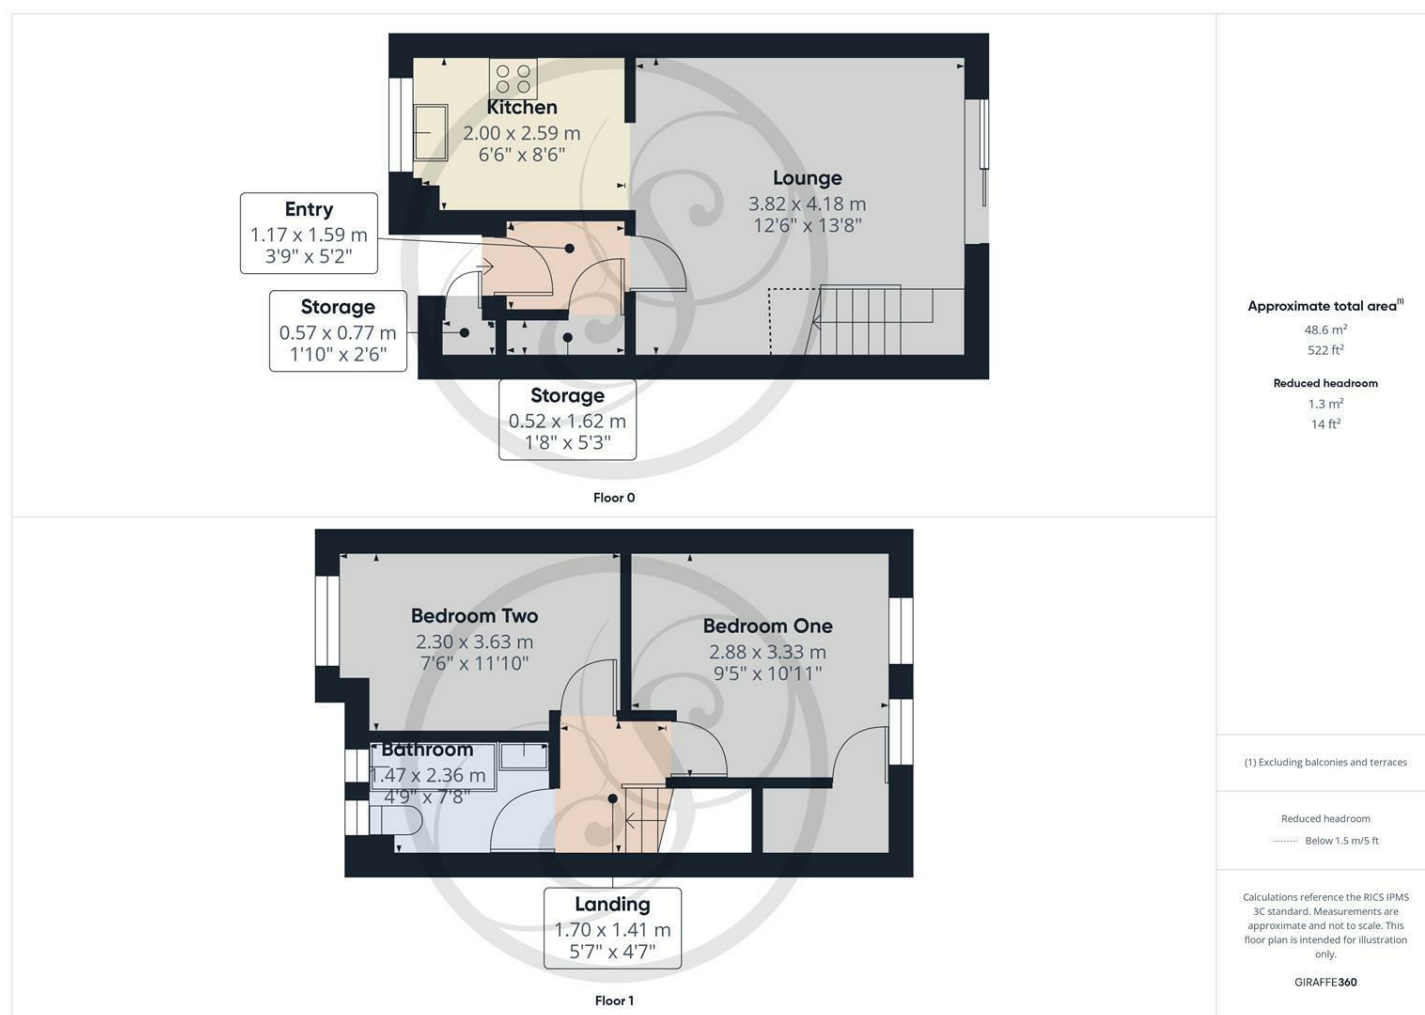 Kitchen
2.00 x 2.59 m
6'6" x 8'6"
Lounge
3.82 x 4.18 m
12'6" x 13'8"
Entry
1.17 x 1.59 m
3'9" x 5'2"
Storage
0.57 x 0.77 m
1'10" x 2'6"
Storage
0.52 x 1.62 m
1'8" x 5'3"
Floor 0
Bedroom Two
2.30 x 3.63 m
7'6" x 11'10"
Bedroom One
2.88 x 3.33 m
9'5" x 10'11"
Bathroom
1.47 x 2.36 m
4'9" x 7'8"
Landing
1.70 x 1.41 m
5'7" x 4'7"
Floor 1
Approximate total area(1)
48.6 m²
522 ft²
Reduced headroom
1.3 m²
14 ft²
(1) Excluding balconies and terraces
Reduced headroom
Below 1.5 m/5 ft
Calculations reference the RICS IPMS
3C standard. Measurements are
approximate and not to scale. This
floor plan is intended for illustration
only.
GIRAFFE360